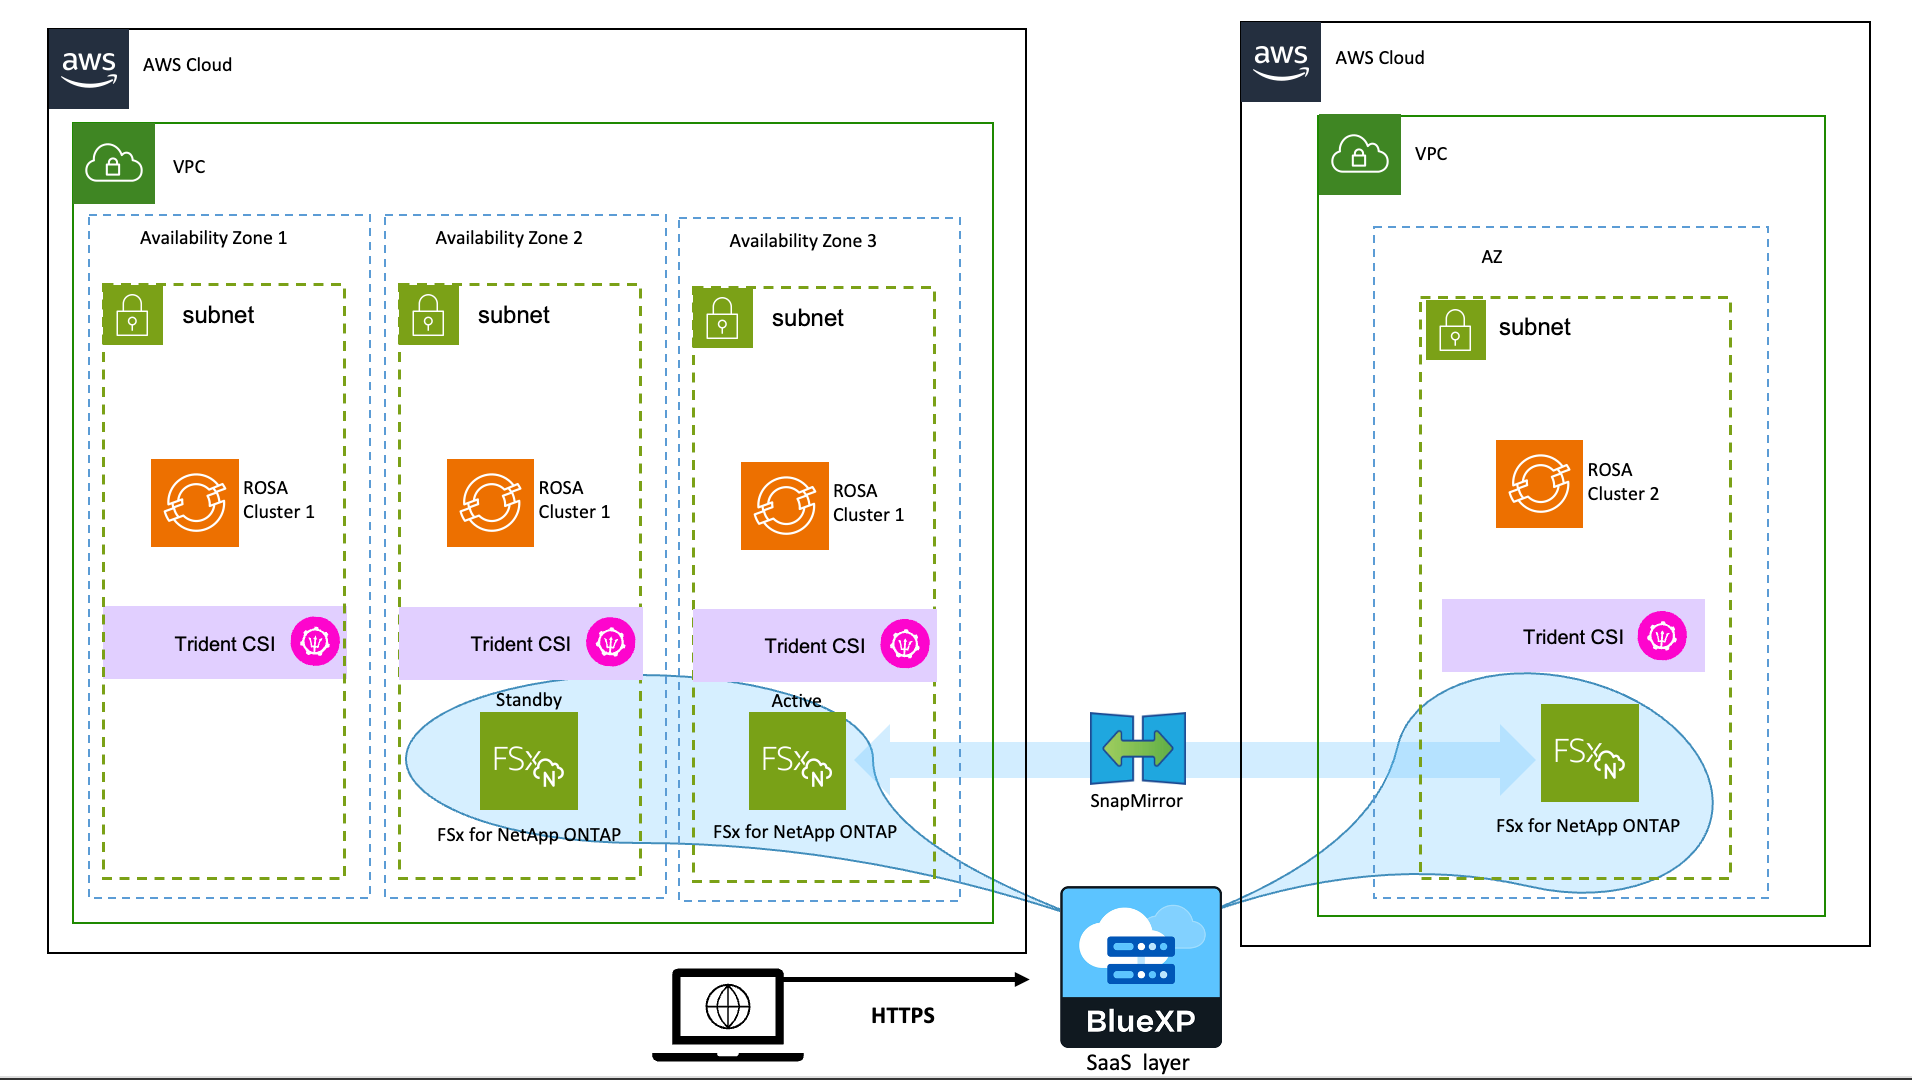 aws
AWS Cloud
VPC
Availability Zone 1
subnet
ROSA
Cluster 1
Trident CSI
Availability Zone 2
subnet
ROSA
Cluster 1
Trident CSI
Standby
FSx
N
FSx for NetApp ONTAP
Availability Zone 3
subnet
ROSA
Cluster 1
Trident CSI
Active
FSx
N
FSx for NetApp ONTAP
SnapMirror
aws
AWS Cloud
VPC
AZ
subnet
ROSA
Cluster 2
Trident CSI
FSx
N
FSx for NetApp ONTAP
HTTPS
BlueXP
SaaS layer